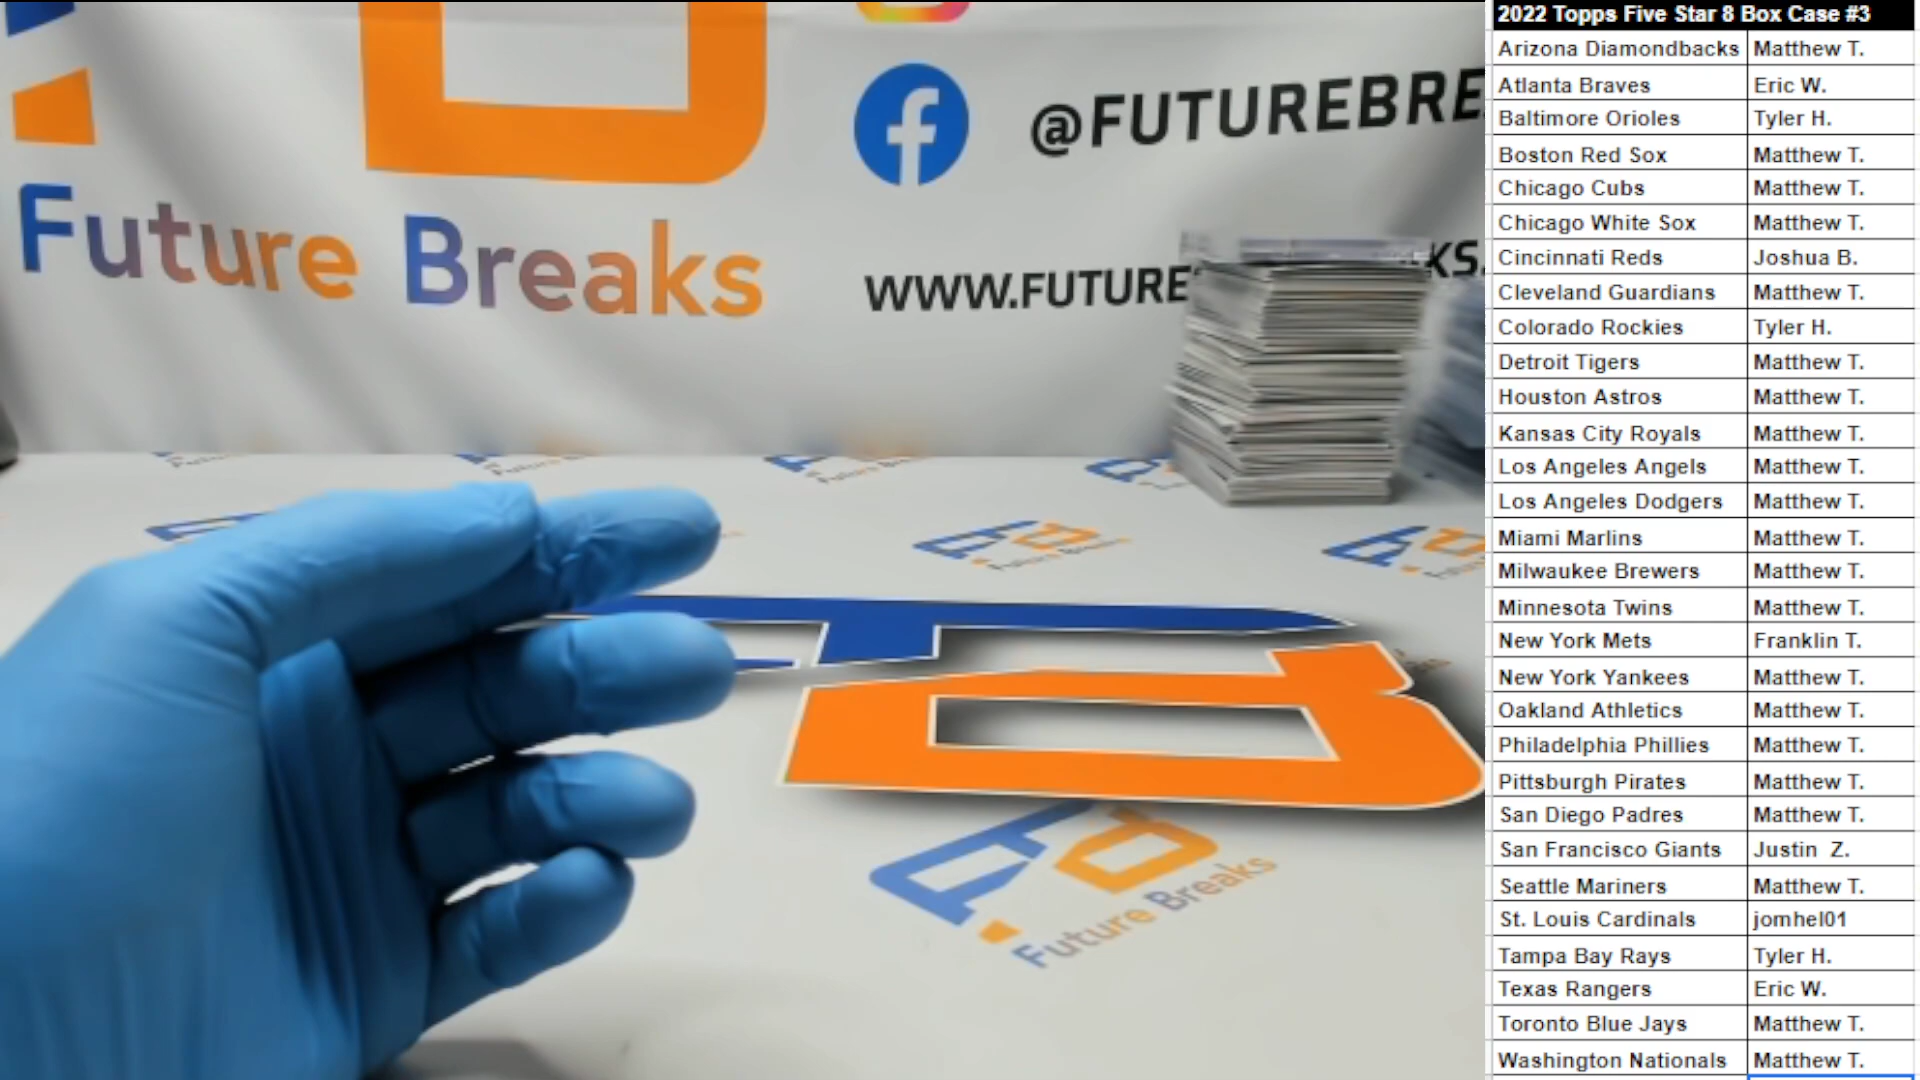 @FUTUREBRE
Future Breaks
WWW.FUTURE KS.
Future Breaks
2022 Topps Five Star 8 Box Case #3
Arizona Diamondbacks Matthew T.
Atlanta Braves Eric W.
Baltimore Orioles Tyler H.
Boston Red Sox Matthew T.
Chicago Cubs Matthew T.
Chicago White Sox Matthew T.
Cincinnati Reds Joshua B.
Cleveland Guardians Matthew T.
Colorado Rockies Tyler H.
Detroit Tigers Matthew T.
Houston Astros Matthew T.
Kansas City Royals Matthew T.
Los Angeles Angels Matthew T.
Los Angeles Dodgers Matthew T.
Miami Marlins Matthew T.
Milwaukee Brewers Matthew T.
Minnesota Twins Matthew T.
New York Mets Franklin T.
New York Yankees Matthew T.
Oakland Athletics Matthew T.
Philadelphia Phillies Matthew T.
Pittsburgh Pirates Matthew T.
San Diego Padres Matthew T.
San Francisco Giants Justin Z.
Seattle Mariners Matthew T.
St. Louis Cardinals jomhel01
Tampa Bay Rays Tyler H.
Texas Rangers Eric W.
Toronto Blue Jays Matthew T.
Washington Nationals Matthew T.